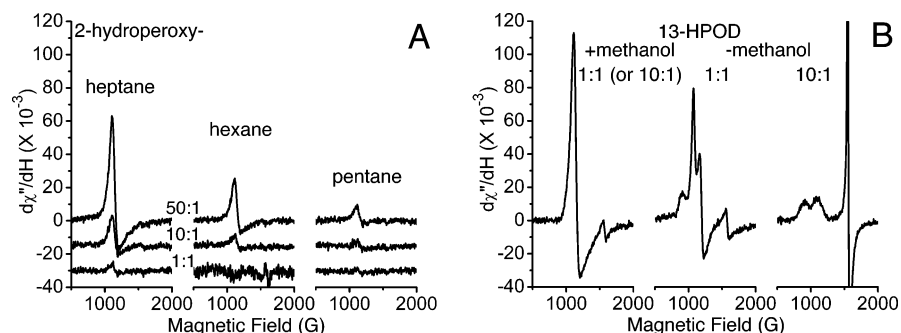 A
2-hydroperoxy-
heptane
hexane
pentane
50:1
10:1
1:1
dχ"/dH (X 10⁻³)
120
100
80
60
40
20
0
-20
-40
1000 2000 1000 2000 1000 2000
Magnetic Field (G)
B
13-HPOD
+methanol -methanol
1:1 (or 10:1) 1:1 10:1
dχ"/dH (X 10⁻³)
120
100
80
60
40
20
0
-20
-40
1000 2000 1000 2000 1000 2000
Magnetic Field (G)